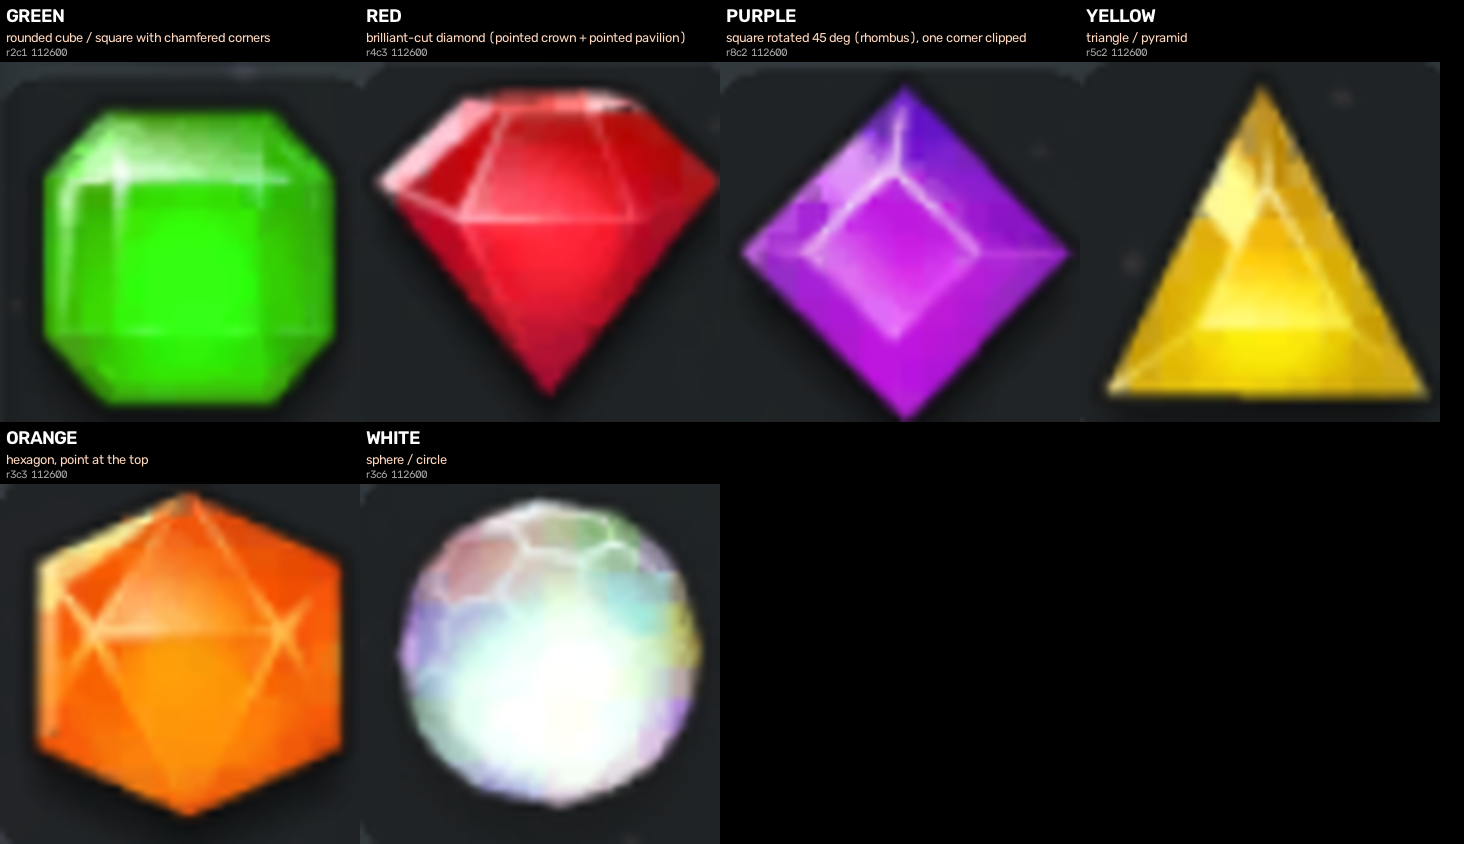 GREEN
rounded cube / square with chamfered corners
r2c1 112600
RED
brilliant-cut diamond (pointed crown + pointed pavilion)
r4c3 112600
PURPLE
square rotated 45 deg (rhombus), one corner clipped
r8c2 112600
YELLOW
triangle / pyramid
r5c2 112600
ORANGE
hexagon, point at the top
r3c3 112600
WHITE
sphere / circle
r3c6 112600